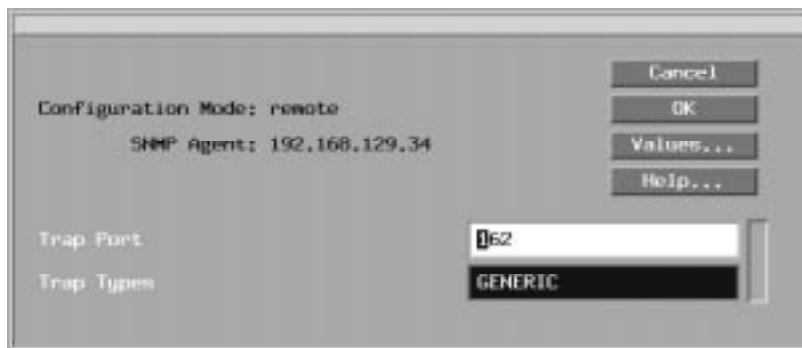 Cancel
Configuration Mode: remote
OK
SNMP Agent: 192.168.129.34
Values...
Help...
Trap Port
162
Trap Types
GENERIC